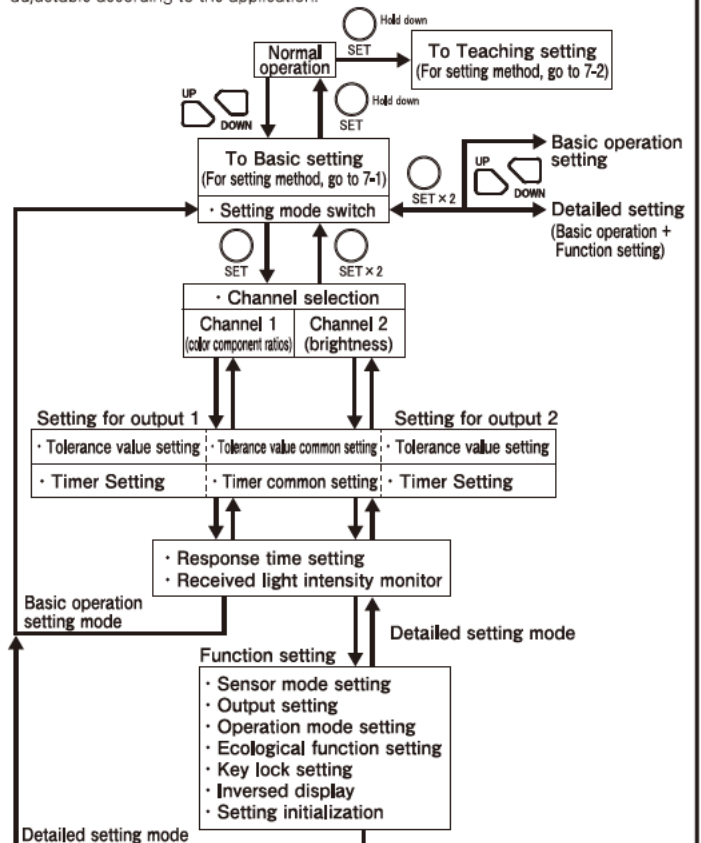 adjustable according to the application.
Hold down
SET
Normal
operation
To Teaching setting
(For setting method, go to 7-2)
UP
DOWN
Hold down
SET
To Basic setting
(For setting method, go to 7-1)
· Setting mode switch
SET×2
UP
DOWN
Basic operation
setting
Detailed setting
(Basic operation +
Function setting)
SET
SET×2
· Channel selection
Channel 1
(color component ratios)
Channel 2
(brightness)
Setting for output 1
Setting for output 2
· Tolerance value setting
· Tolerance value common setting
· Tolerance value setting
· Timer Setting
· Timer common setting
· Timer Setting
· Response time setting
· Received light intensity monitor
Basic operation
setting mode
Detailed setting mode
Function setting
· Sensor mode setting
· Output setting
· Operation mode setting
· Ecological function setting
· Key lock setting
· Inversed display
· Setting initialization
Detailed setting mode